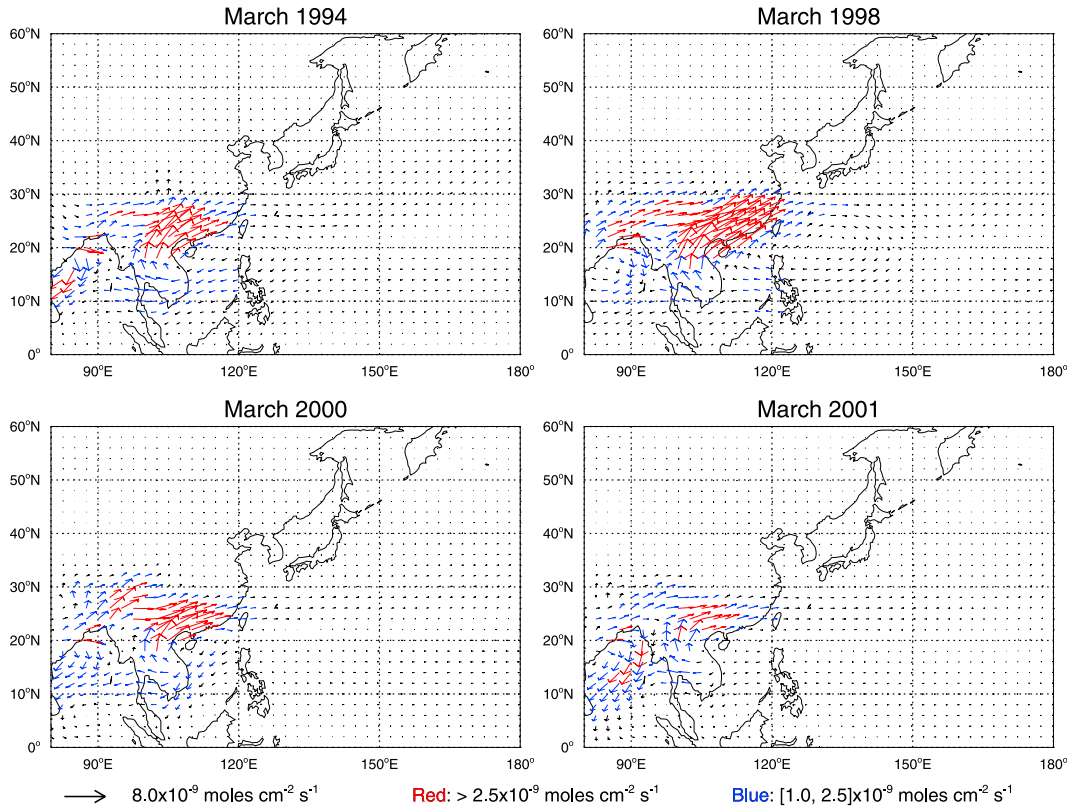 March 1994
March 1998
60°N
50°N
40°N
30°N
20°N
10°N
0°
90°E
120°E
150°E
180°
60°N
50°N
40°N
30°N
20°N
10°N
0°
90°E
120°E
150°E
180°
March 2000
March 2001
60°N
50°N
40°N
30°N
20°N
10°N
0°
90°E
120°E
150°E
180°
60°N
50°N
40°N
30°N
20°N
10°N
0°
90°E
120°E
150°E
180°
8.0x10⁻⁹ moles cm⁻² s⁻¹
Red: > 2.5x10⁻⁹ moles cm⁻² s⁻¹
Blue: [1.0, 2.5]x10⁻⁹ moles cm⁻² s⁻¹